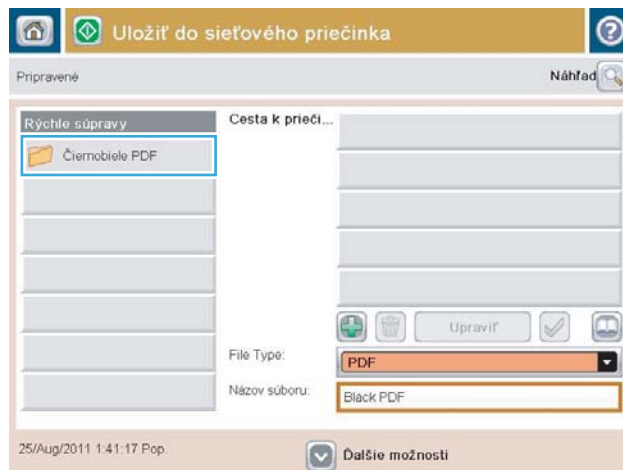 Uložiť do sieťového priečinka
Pripravené
Náhľad
Rýchle súpravy
Čiernobiele PDF
Cesta k prieči...
Upraviť
File Type:
PDF
Názov súboru:
Black PDF
25/Aug/2011 1:41:17 Pop.
Ďalšie možnosti